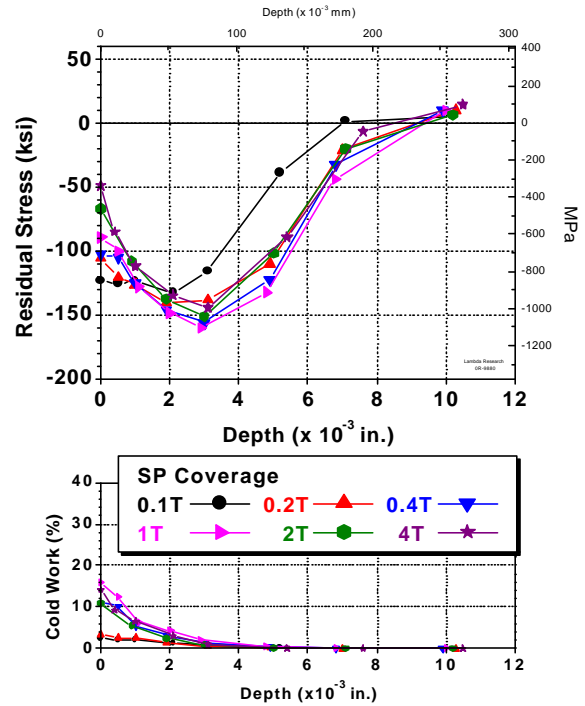 Depth (x 10⁻³ mm)
0 100 200 300
50
0
-50
-100
-150
-200
Residual Stress (ksi)
400
200
0
-200
-400
-600
-800
-1000
-1200
MPa
Lambda Research
0R-9880
0 2 4 6 8 10 12
Depth (x 10⁻³ in.)
SP Coverage
0.1T 0.2T 0.4T
1T 2T 4T
40
30
20
10
0
Cold Work (%)
0 2 4 6 8 10 12
Depth (x10⁻³ in.)